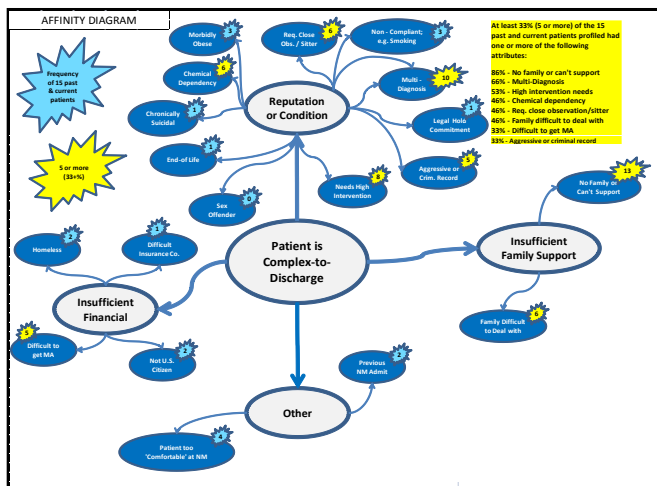 AFFINITY DIAGRAM
Frequency
of 15 past
& current
patients
5 or more
(33+%)
Morbidly
Obese
3
Req. Close
Obs. / Sitter
6
Non - Compliant;
e.g. Smoking
3
Chemical
Dependency
6
Multi-
Diagnosis
10
Reputation
or Condition
Chronically
Suicidal
1
Legal Holo
Commitment
1
End-of Life
1
Aggressive or
Crim. Record
5
Sex
Offender
0
Needs High
Intervention
8
At least 33% (5 or more) of the 15
past and current patients profiled had
one or more of the following
attributes:
86% - No family or can't support
66% - Multi-Diagnosis
53% - High intervention needs
46% - Chemical dependency
46% - Req. close observation/sitter
46% - Family difficult to deal with
33% - Difficult to get MA
33% - Aggressive or criminal record
No Family or
Can't Support
13
Patient is
Complex-to-
Discharge
Insufficient
Family Support
Family Difficult
to Deal with
6
Homeless
2
Difficult
Insurance Co.
1
Insufficient
Financial
Difficult to
get MA
5
Not U.S.
Citizen
2
Previous
NM Admit
2
Other
Patient too
'Comfortable' at NM
4